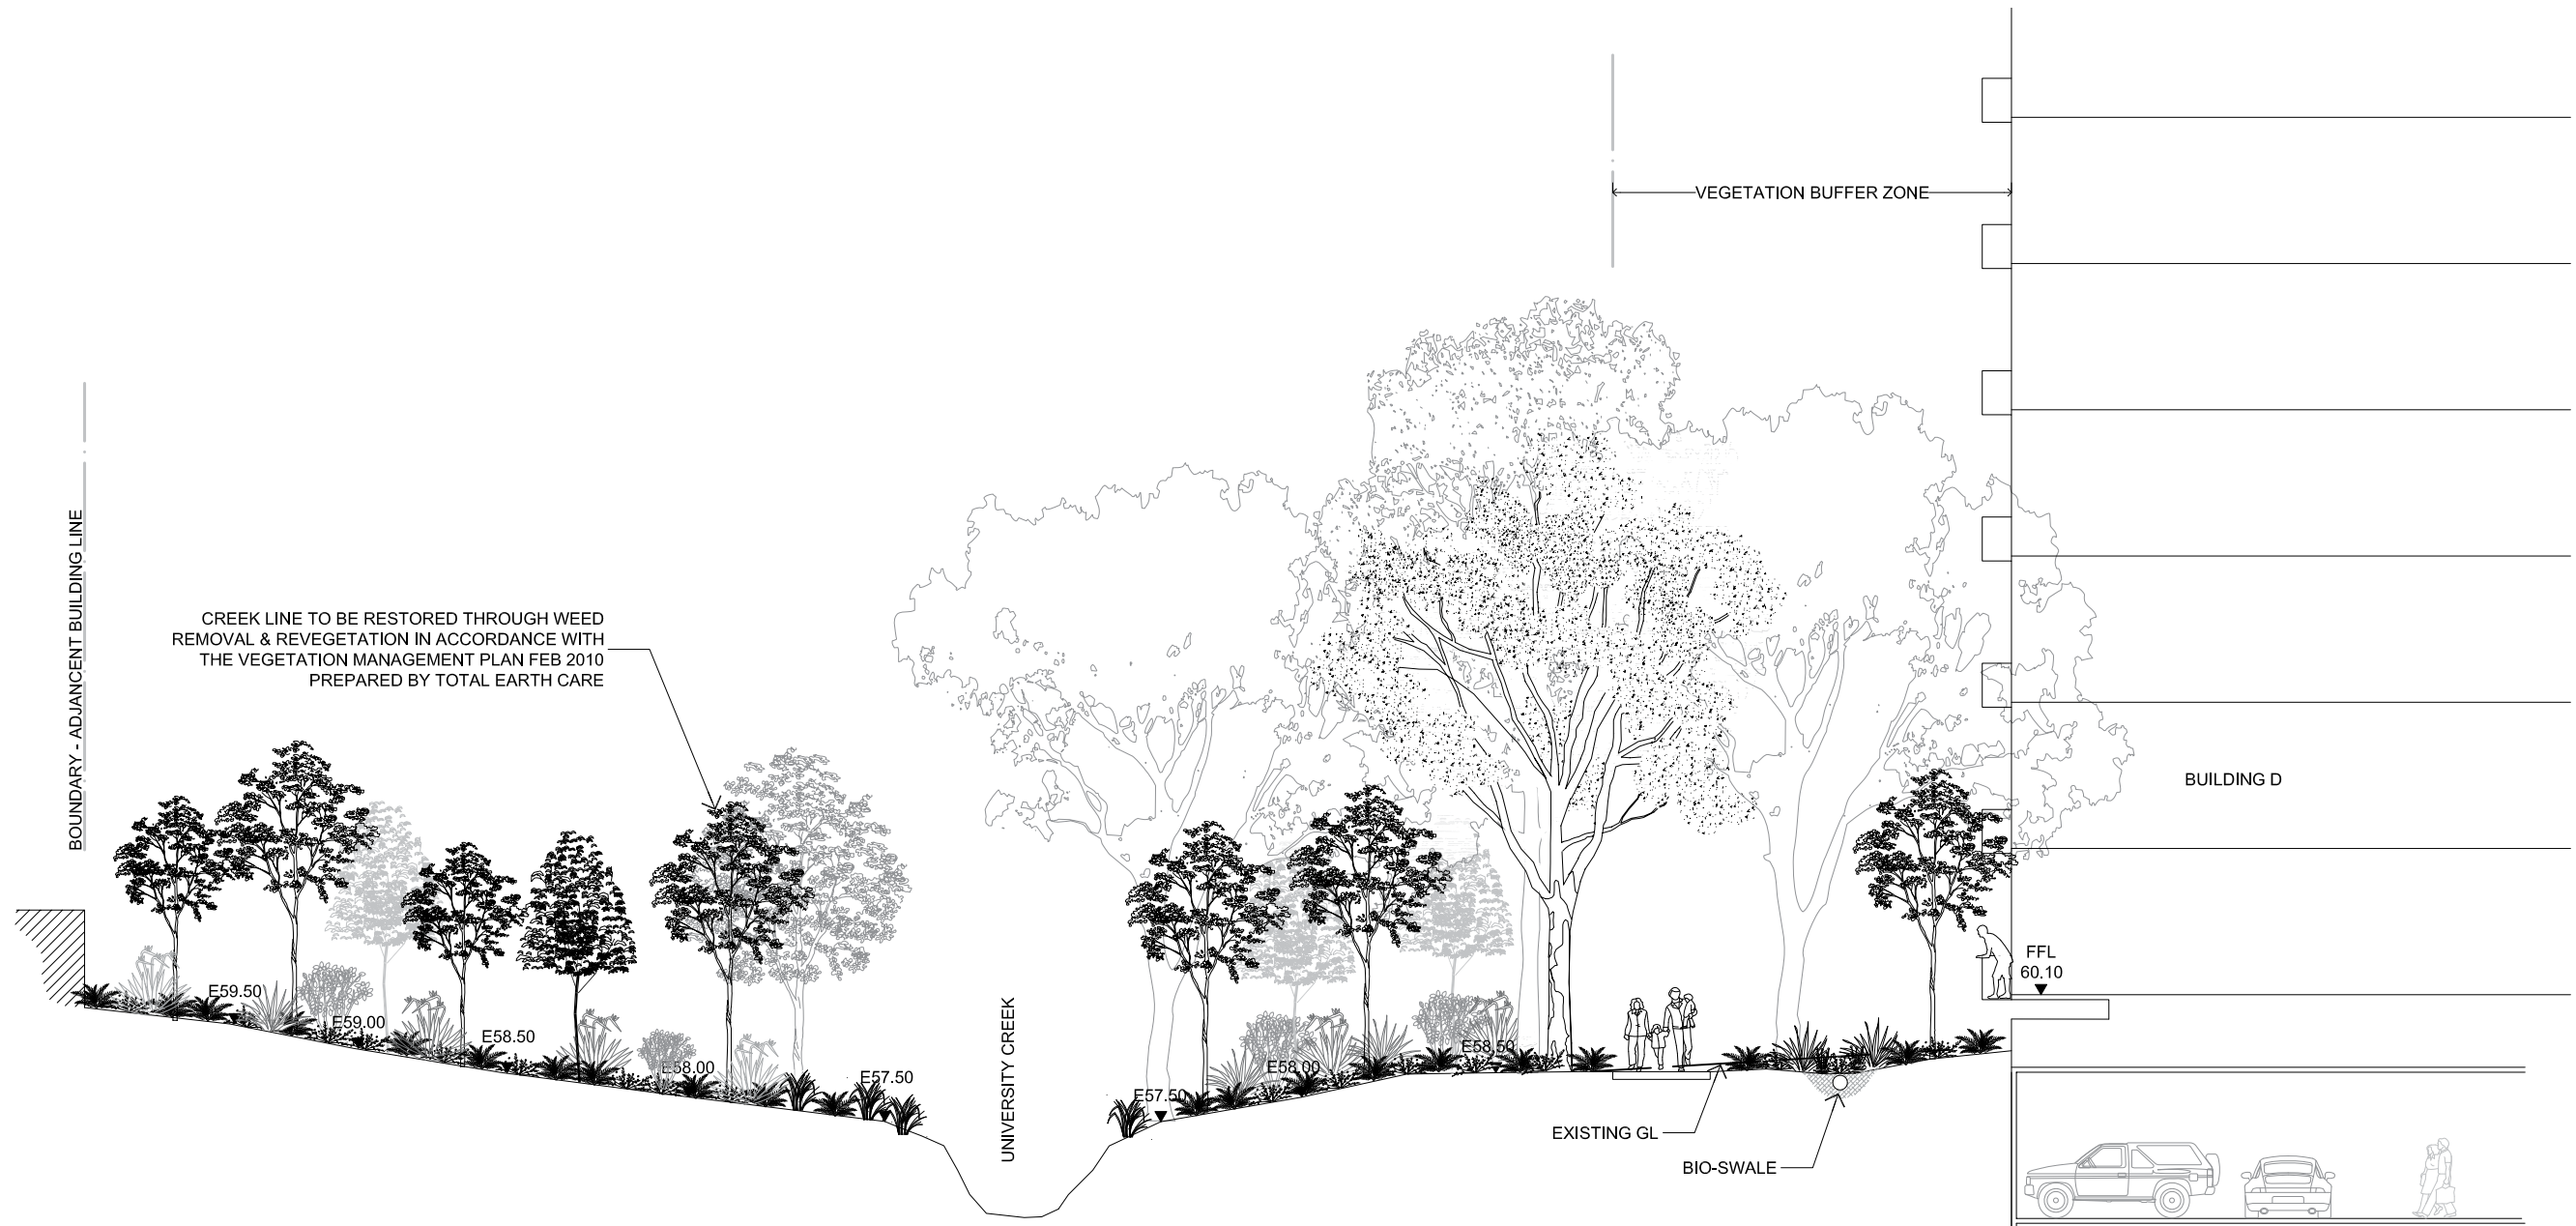 VEGETATION BUFFER ZONE
BOUNDARY - ADJANCENT BUILDING LINE
CREEK LINE TO BE RESTORED THROUGH WEED
REMOVAL & REVEGETATION IN ACCORDANCE WITH
THE VEGETATION MANAGEMENT PLAN FEB 2010
PREPARED BY TOTAL EARTH CARE
BUILDING D
FFL
60.10
E59.50
E59.00
E58.50
E58.00
E57.50
UNIVERSITY CREEK
E57.50
E58.00
E58.50
EXISTING GL
BIO-SWALE